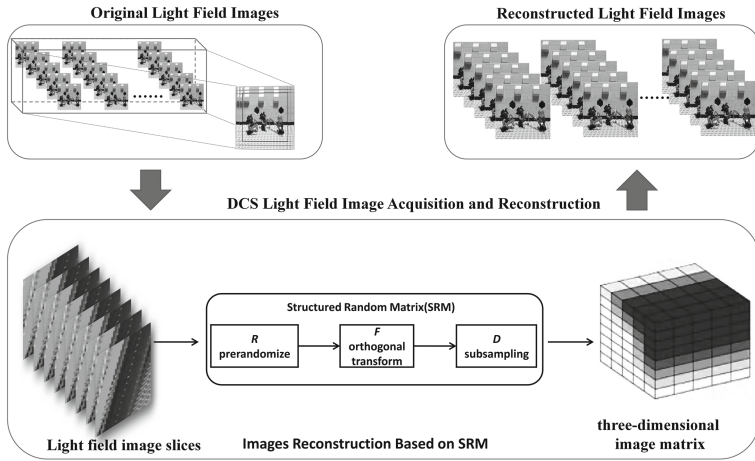 Original Light Field Images
Reconstructed Light Field Images
DCS Light Field Image Acquisition and Reconstruction
Structured Random Matrix(SRM)
R
prerandomize
F
orthogonal
transform
D
subsampling
Light field image slices
Images Reconstruction Based on SRM
three-dimensional
image matrix